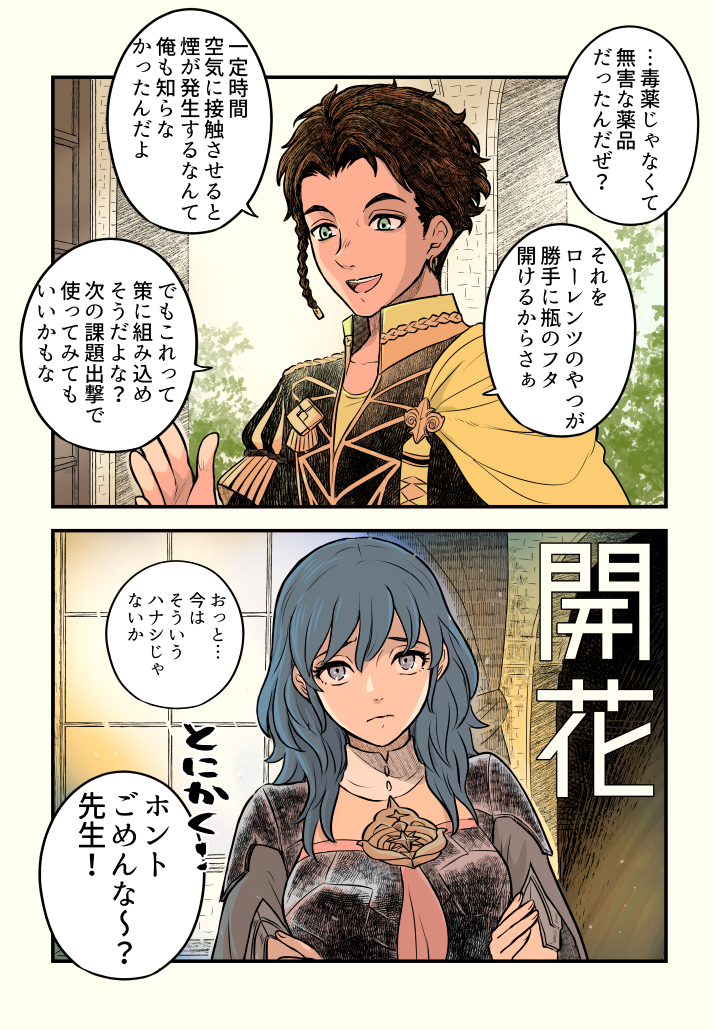 …毒薬じゃなくて
無害な薬品
だったんだぜ？
それを
ローレンツのやつが
勝手に瓶のフタ
開けるからさぁ
一定時間
空気に接触させると
煙が発生するなんて
俺も知らな
かったんだよ
でもこれって
策に組み込め
そうだよな？
次の課題出撃で
使ってみても
いいかもな
開花
おっと…
今は
そういう
ハナシじゃ
ないか
とにかく
ホント
ごめんな～？
先生！